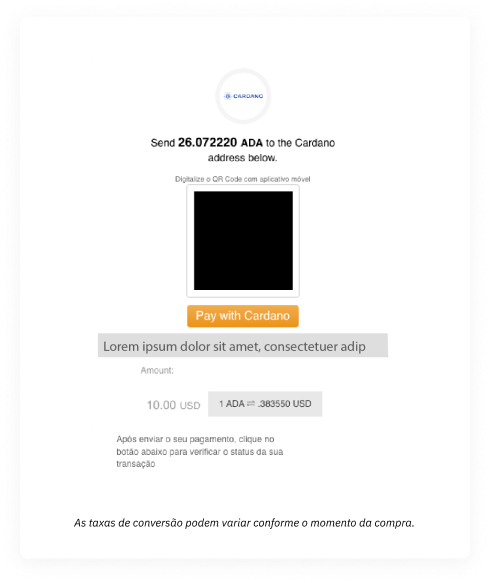 CARDANO
Send 26.072220 ADA to the Cardano
address below.
Digitalize o QR Code com aplicativo móvel
Pay with Cardano
Lorem ipsum dolor sit amet, consectetuer adip
Amount:
10.00 USD 1 ADA ⇌ .383550 USD
Após enviar o seu pagamento, clique no
botão abaixo para verificar o status da sua
transação
As taxas de conversão podem variar conforme o momento da compra.